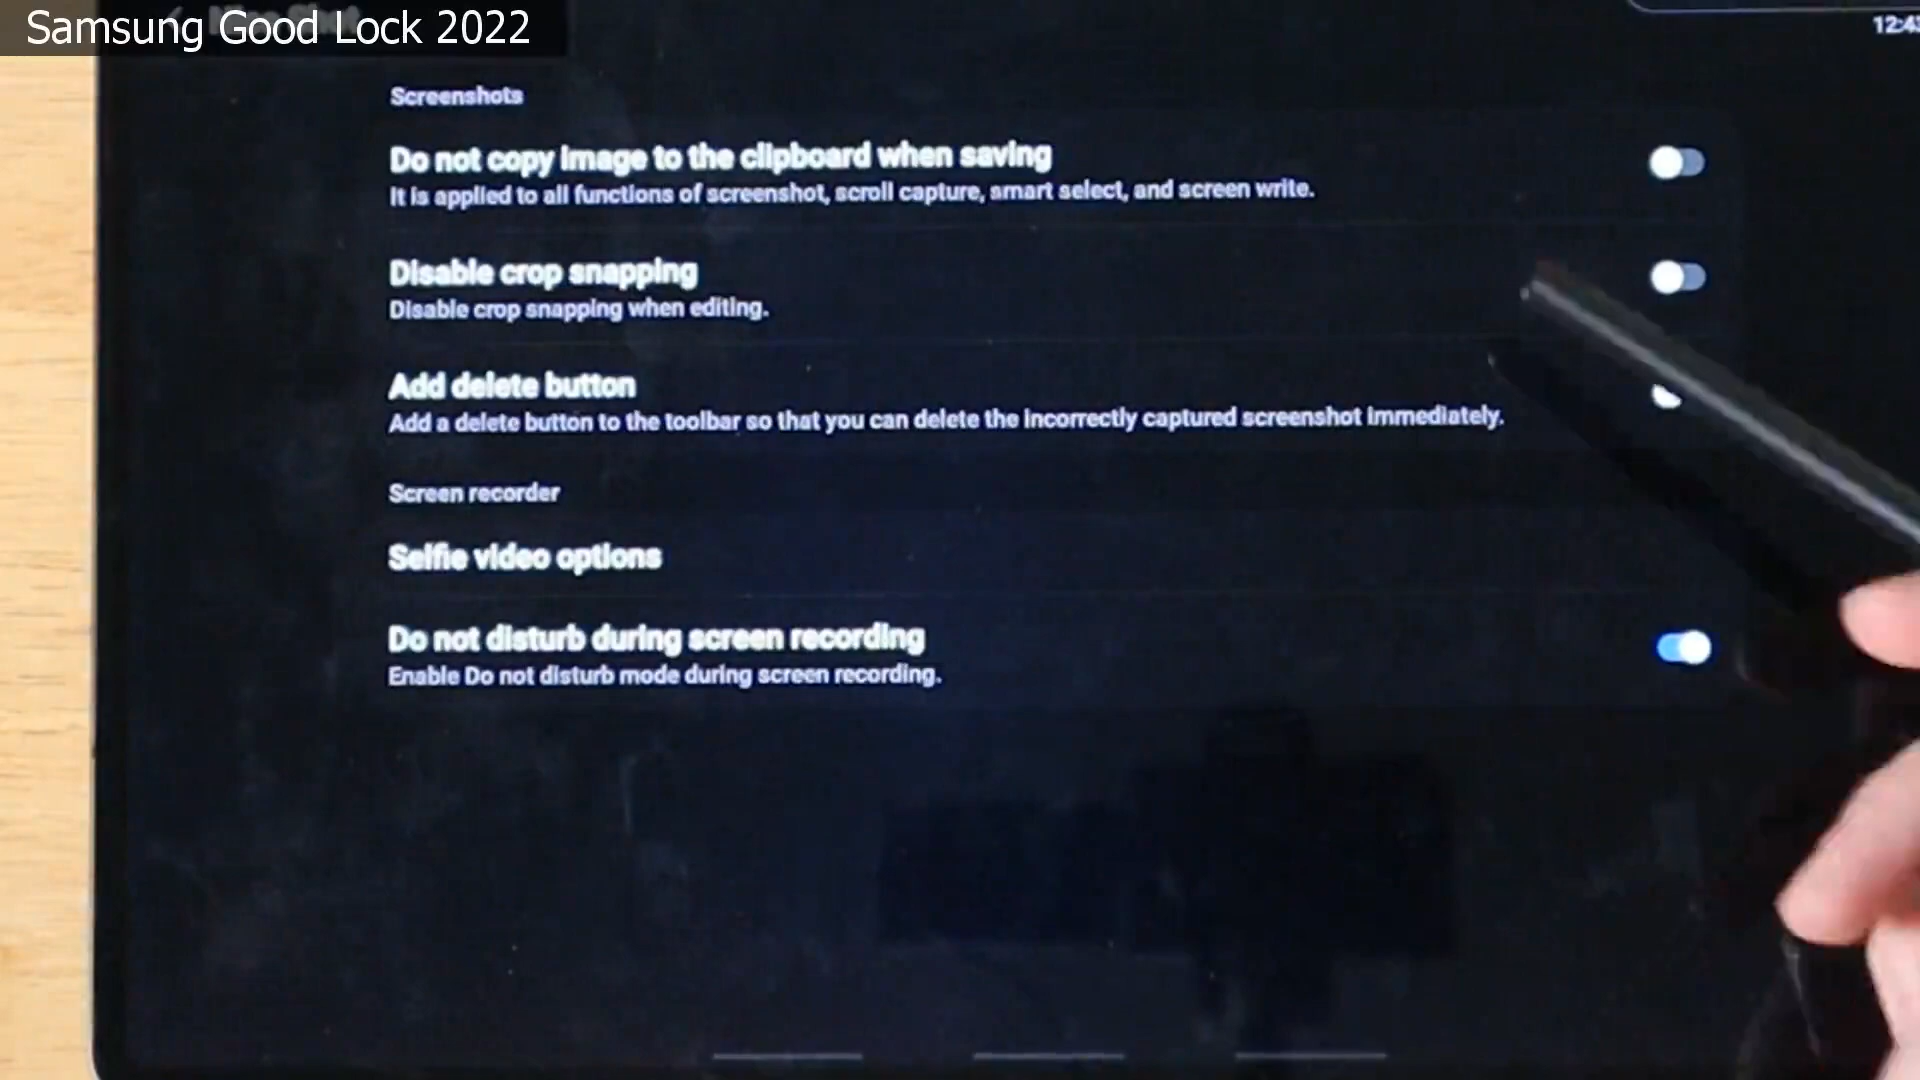 Samsung Good Lock 2022
Screenshots
Do not copy image to the clipboard when saving
It is applied to all functions of screenshot, scroll capture, smart select, and screen write.
Disable crop snapping
Disable crop snapping when editing.
Add delete button
Add a delete button to the toolbar so that you can delete the incorrectly captured screenshot immediately.
Screen recorder
Selfie video options
Do not disturb during screen recording
Enable Do not disturb mode during screen recording.